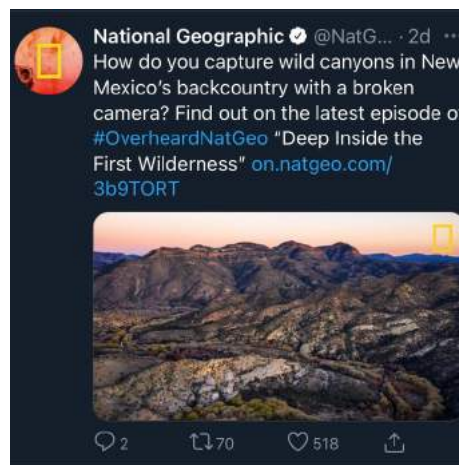 National Geographic @NatG... · 2d ...
How do you capture wild canyons in New
Mexico's backcountry with a broken
camera? Find out on the latest episode o
#OverheardNatGeo “Deep Inside the
First Wilderness” on.natgeo.com/
3b9TORT
2 70 518